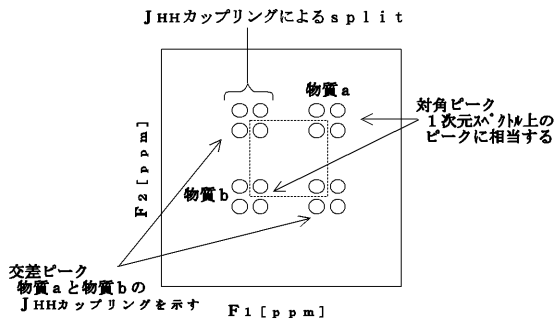 JHHカップリングによるｓｐｌｉｔ
物質ａ
対角ピーク
１次元ｽﾍﾟｸﾄﾙ上の
ピークに相当する
F2［ｐｐｍ］
物質ｂ
交差ピーク
物質ａと物質ｂの
JHHカップリングを示す
F1［ｐｐｍ］